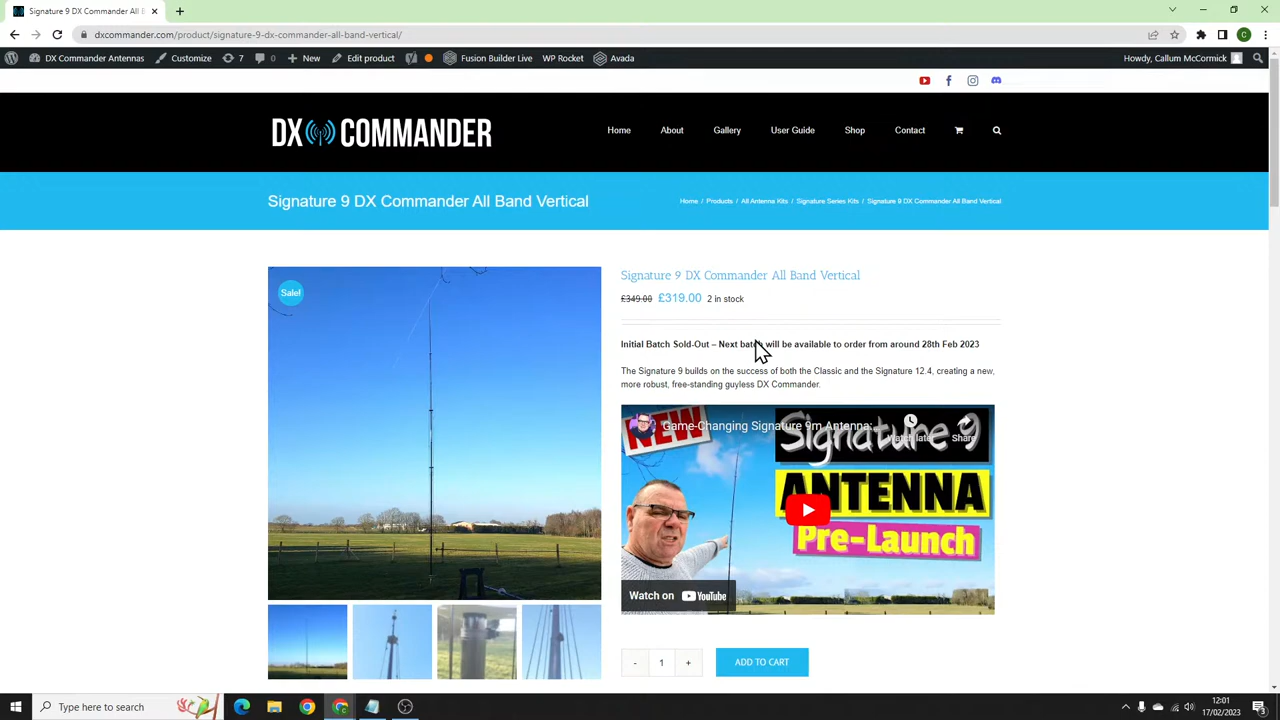 Signature 9 DX Commander All B
dxcommander.com/product/signature-9-dx-commander-all-band-vertical/
C
DX Commander Antennas
Customize
7
0
New
Edit product
Fusion Builder Live
WP Rocket
Avada
Howdy, Callum McCormick
DX COMMANDER
Home
About
Gallery
User Guide
Shop
Contact
Signature 9 DX Commander All Band Vertical
Home / Products / All Antenna Kits / Signature Series Kits / Signature 9 DX Commander All Band Vertical
Sale!
Signature 9 DX Commander All Band Vertical
£349.00 £319.00 2 in stock
Initial Batch Sold-Out – Next batch will be available to order from around 28th Feb 2023
The Signature 9 builds on the success of both the Classic and the Signature 12.4, creating a new,
more robust, free-standing guyless DX Commander.
NEW
Game-Changing Signature 9m Antenna:
Watch later
Share
Signature 9
ANTENNA
Pre-Launch
Watch on YouTube
- 1 +
ADD TO CART
Type here to search
12:01
17/02/2023
3